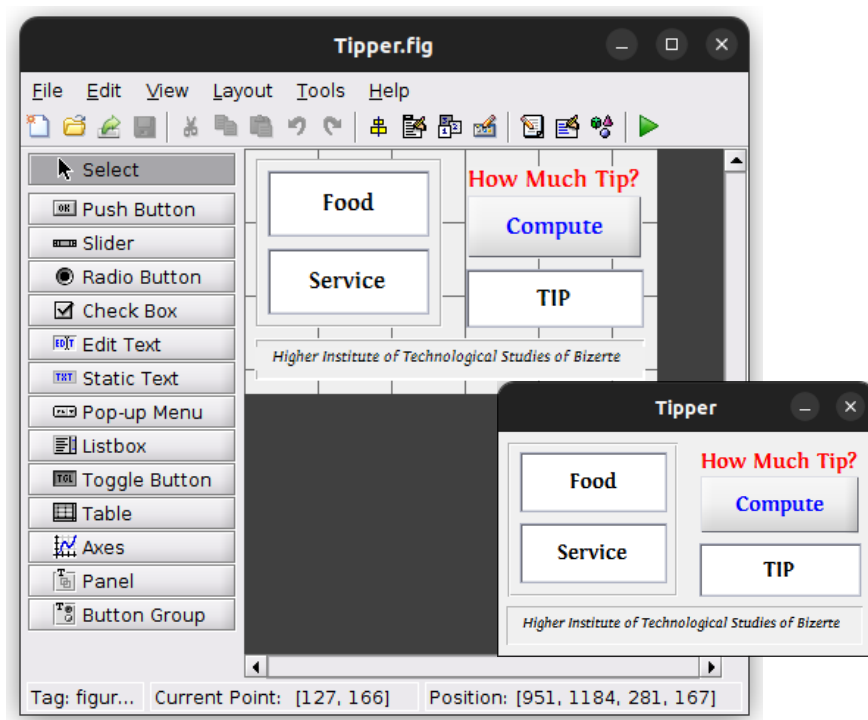 Tipper.fig
File Edit View Layout Tools Help
Select
Push Button
Slider
Radio Button
Check Box
Edit Text
Static Text
Pop-up Menu
Listbox
Toggle Button
Table
Axes
Panel
Button Group
Food
Service
How Much Tip?
Compute
TIP
Higher Institute of Technological Studies of Bizerte
Tipper
Food
Service
How Much Tip?
Compute
TIP
Higher Institute of Technological Studies of Bizerte
Tag: figur... Current Point: [127, 166] Position: [951, 1184, 281, 167]